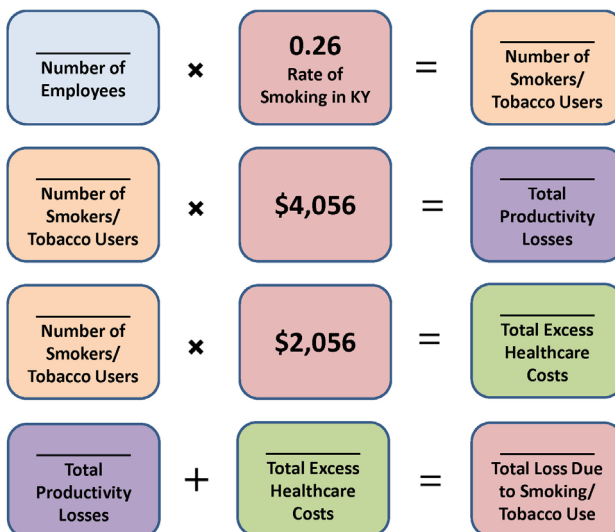 0.26
Number of
Employees
×
Rate of
Smoking in KY
=
Number of
Smokers/
Tobacco Users
Number of
Smokers/
Tobacco Users
×
$4,056
=
Total
Productivity
Losses
Number of
Smokers/
Tobacco Users
×
$2,056
=
Total Excess
Healthcare
Costs
Total
Productivity
Losses
+
Total Excess
Healthcare
Costs
=
Total Loss Due
to Smoking/
Tobacco Use